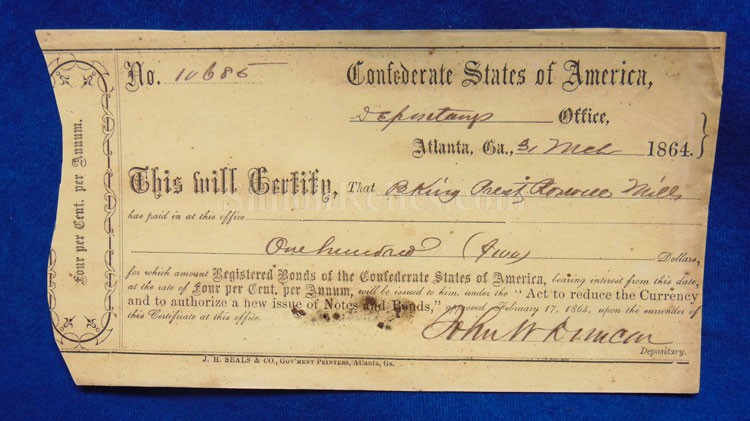 Four per Cent. per Annum.
No. 10685 Confederate States of America,
Depositary Office,
Atlanta, Ga., 31 Mch 1864.
This will Certify, That B King Prest Roswell Mills
has paid in at this office
One hundred Dollars,
for which amount Registered Bonds of the Confederate States of America, bearing interest from this date,
at the rate of Four per Cent. per Annum, will be issued to him, under the "Act to reduce the Currency
and to authorize a new issue of Notes and Bonds," approved February 17, 1864, upon the surrender of
this Certificate at this office.
John W Duncan
Depositary.
J. H. SEALS & CO., GOV'MENT PRINTERS, Atlanta, Ga.